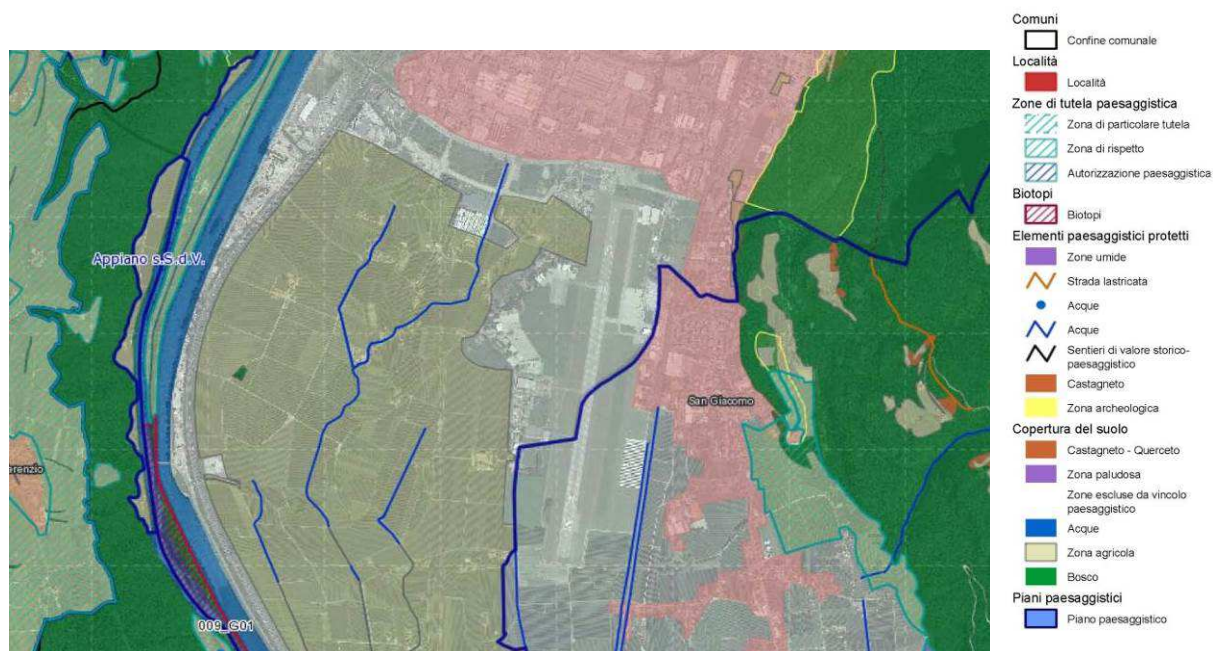 Appiano s.S.d.V.
San Giacomo
erenzio
009_G01
Comuni
Confine comunale
Località
Località
Zone di tutela paesaggistica
Zona di particolare tutela
Zona di rispetto
Autorizzazione paesaggistica
Biotopi
Biotopi
Elementi paesaggistici protetti
Zone umide
Strada lastricata
Acque
Acque
Sentieri di valore storico-
paesaggistico
Castagneto
Zona archeologica
Copertura del suolo
Castagneto - Querceto
Zona paludosa
Zone escluse da vincolo
paesaggistico
Acque
Zona agricola
Bosco
Piani paesaggistici
Piano paesaggistico